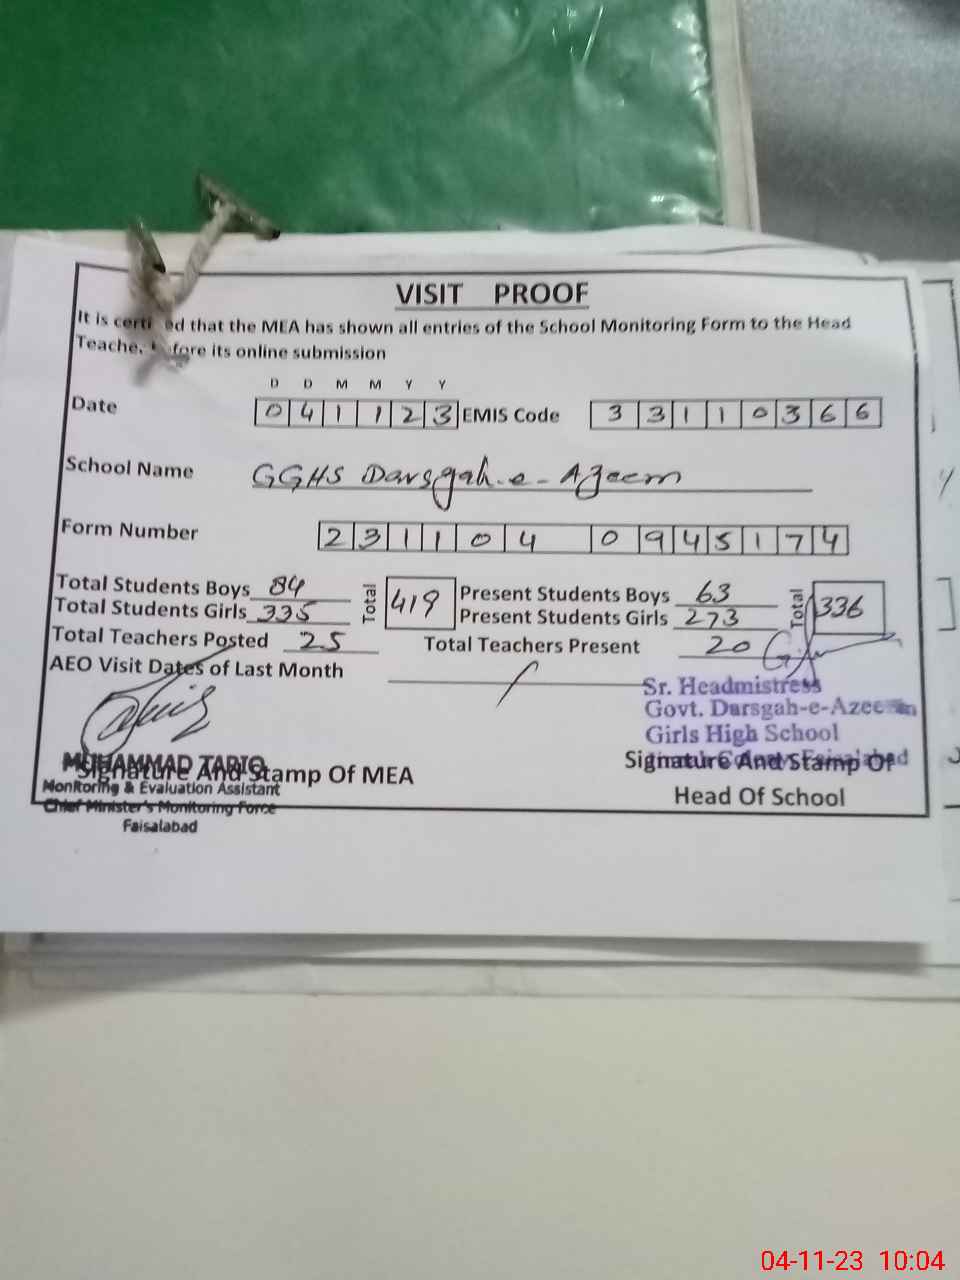 VISIT PROOF
It is certi ed that the MEA has shown all entries of the School Monitoring Form to the Head
Teache. fore its online submission
D D M M Y Y
Date 0 4 1 1 2 3 EMIS Code 3 3 1 1 0 3 6 6
School Name GGHS Darsgah-e-Azeem
Form Number 2 3 1 1 0 4 0 9 4 5 1 7 4
Total Students Boys 84 Total 419 Present Students Boys 63 Total 336
Total Students Girls 335 Present Students Girls 273
Total Teachers Posted 25 Total Teachers Present 20
AEO Visit Dates of Last Month
Sr. Headmistress
Govt. Darsgah-e-Azeem
Girls High School
Faisalabad
MUHAMMAD TARIQ
Signature And Stamp Of MEA
Signature And Stamp Of
Monitoring & Evaluation Assistant
Head Of School
Chief Minister's Monitoring Force
Faisalabad
04-11-23 10:04